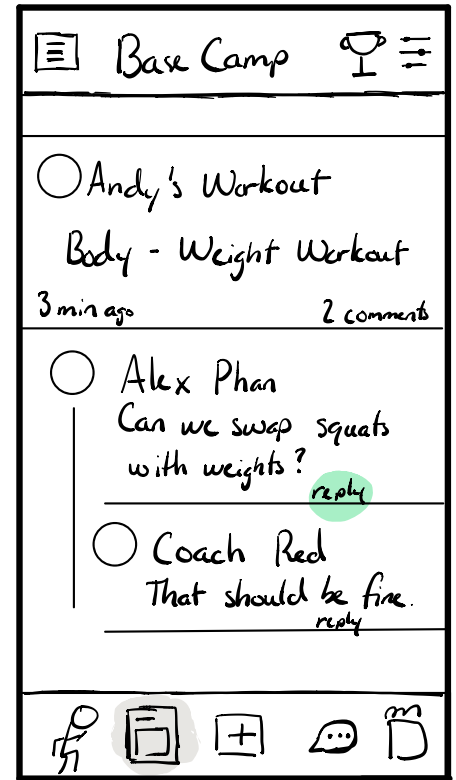 Base Camp
Andy's Workout
Body - Weight Workout
3 min ago
2 comments
Alex Phan
Can we swap squats
with weights?
reply
Coach Red
That should be fine.
reply